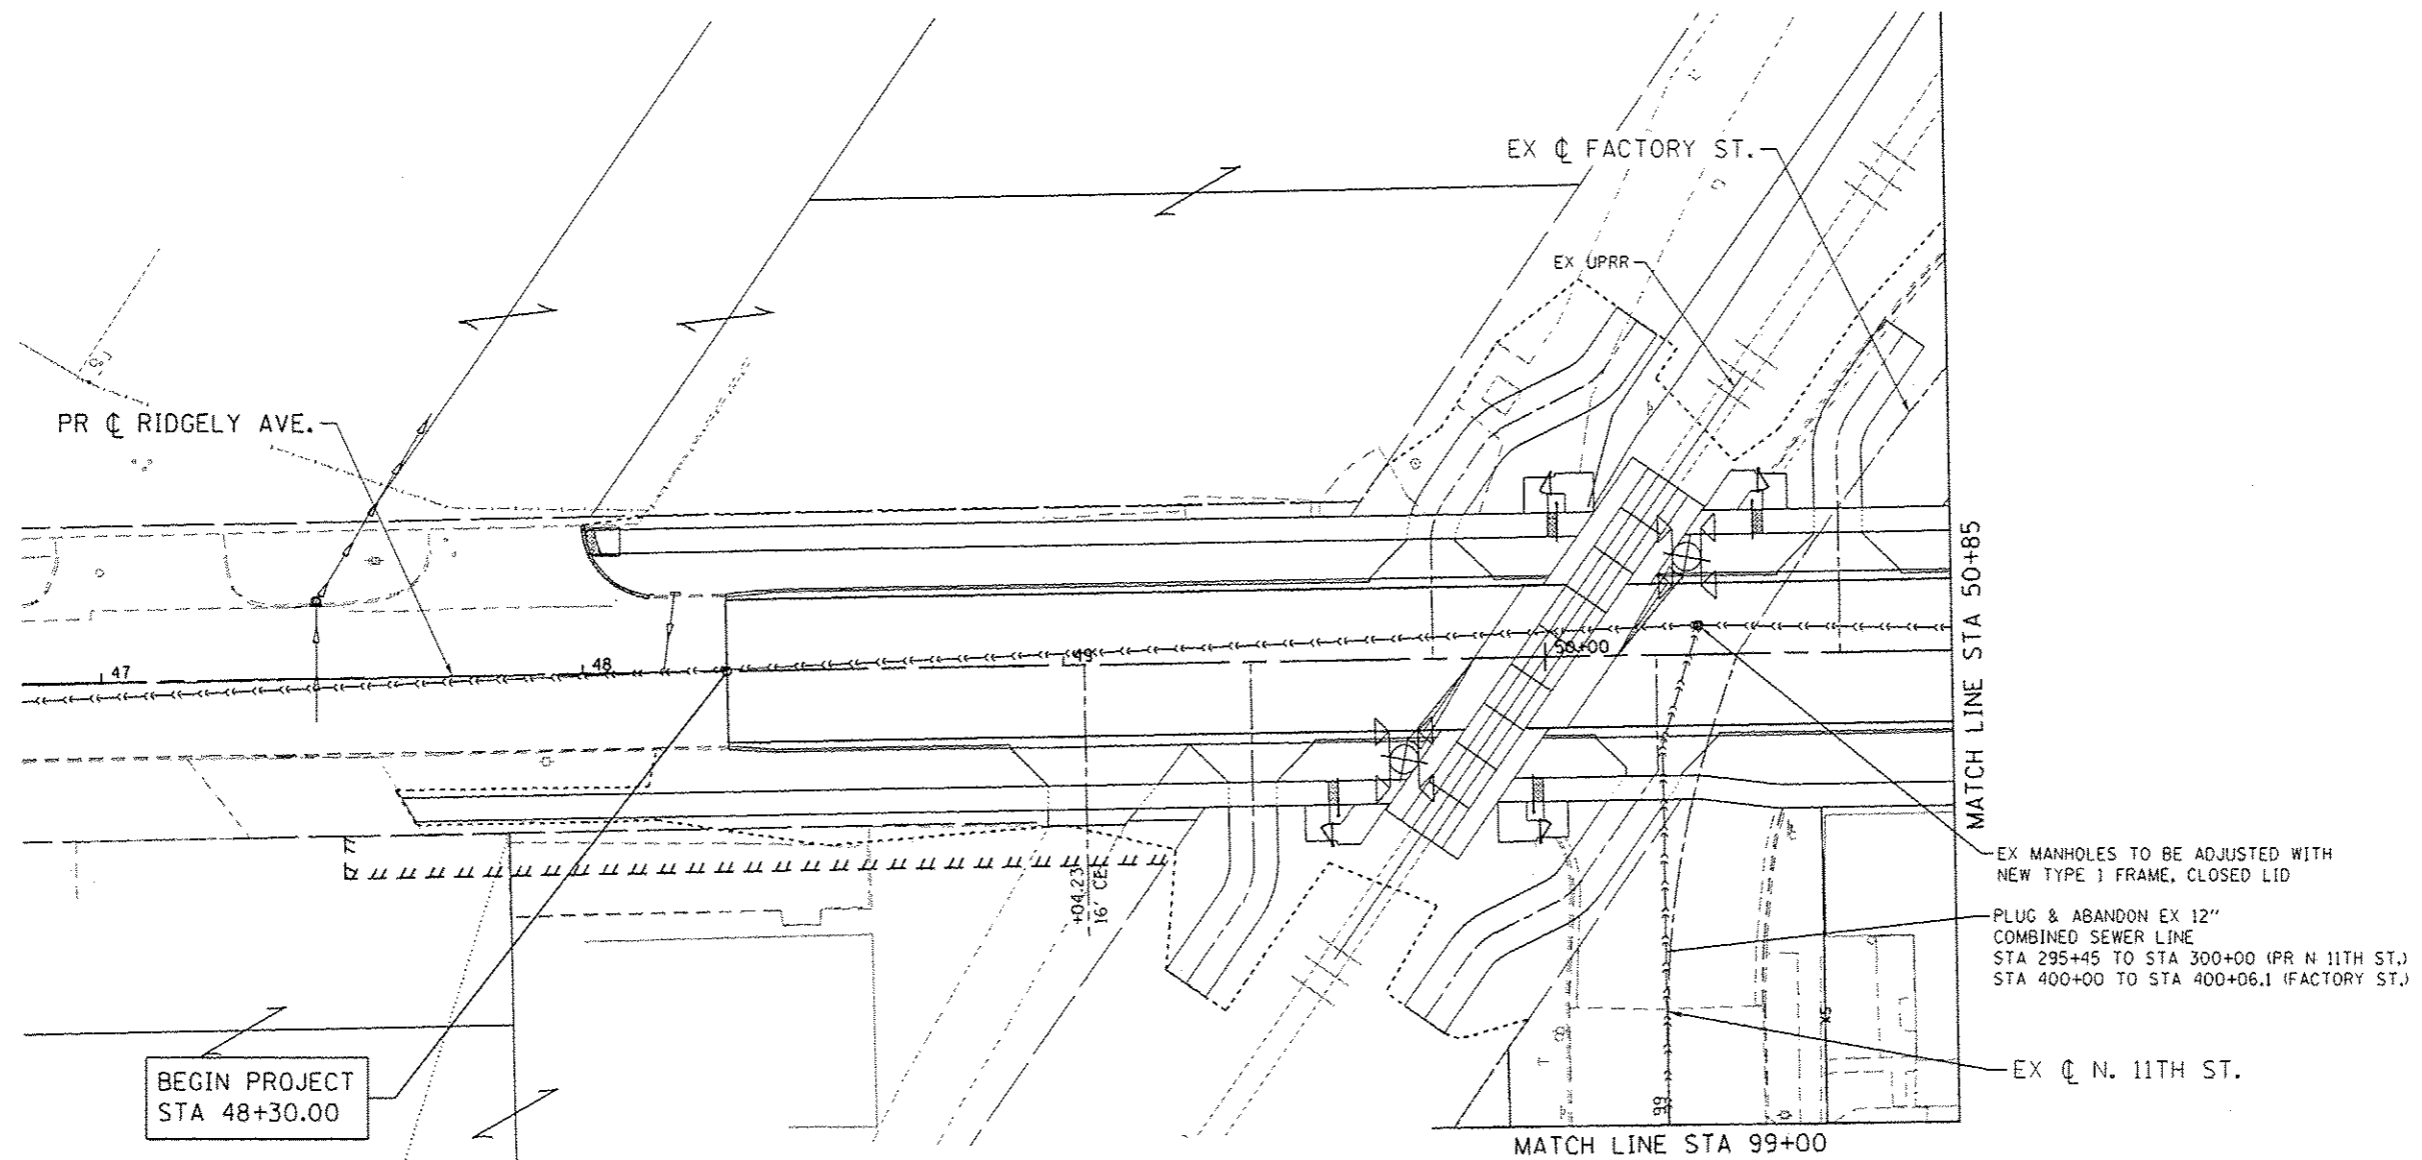 EX ℄ FACTORY ST.
EX UPRR
PR ℄ RIDGELY AVE.
47
48
49
50+00
MATCH LINE STA 50+85
+04.23
16' CE
EX MANHOLES TO BE ADJUSTED WITH
NEW TYPE 1 FRAME, CLOSED LID
PLUG & ABANDON EX 12"
COMBINED SEWER LINE
STA 295+45 TO STA 300+00 (PR N 11TH ST.)
STA 400+00 TO STA 400+06.1 (FACTORY ST.)
EX ℄ N. 11TH ST.
BEGIN PROJECT
STA 48+30.00
99
MATCH LINE STA 99+00